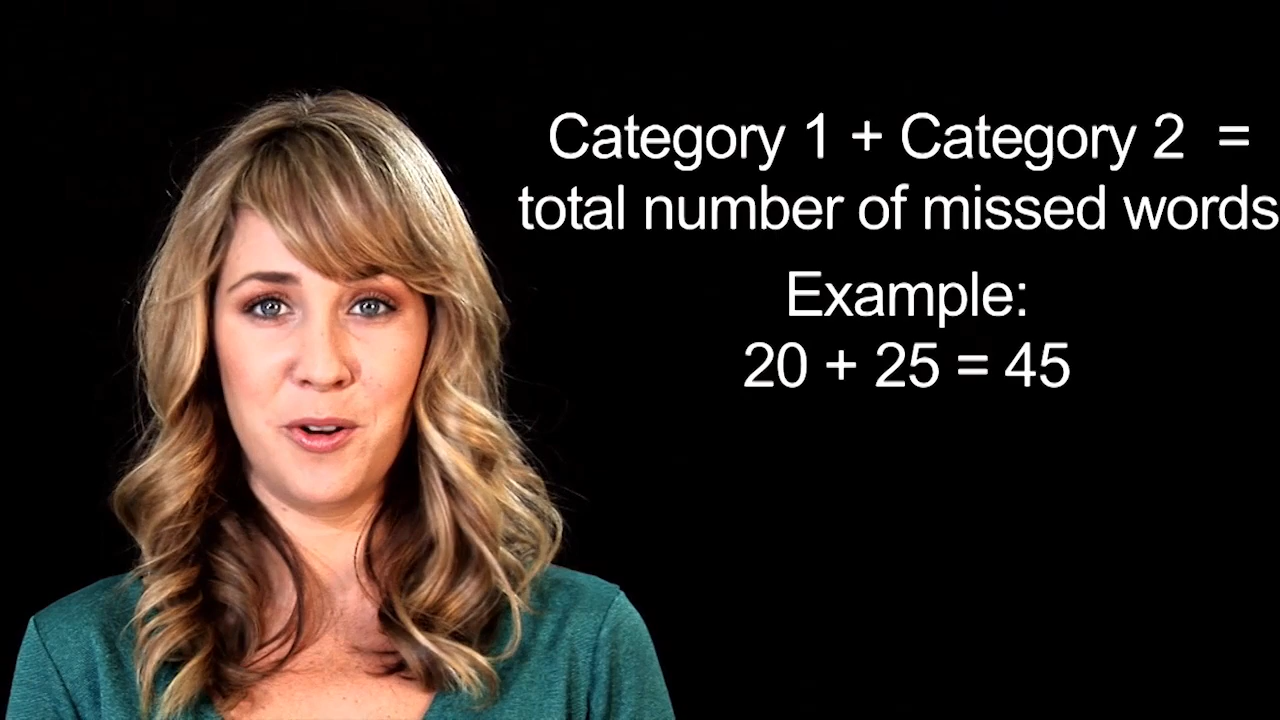 Category 1 + Category 2 =
total number of missed words
Example:
20 + 25 = 45